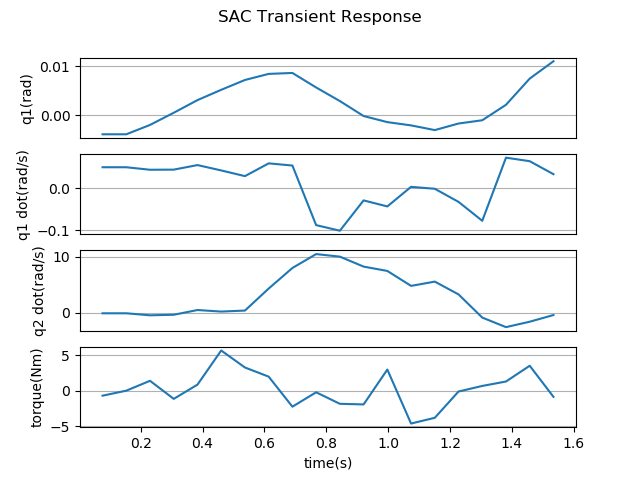 SAC Transient Response
0.01
0.00
q1(rad)
0.0
−0.1
q1 dot(rad/s)
10
0
q2 dot(rad/s)
5
0
−5
torque(Nm)
0.2 0.4 0.6 0.8 1.0 1.2 1.4 1.6
time(s)